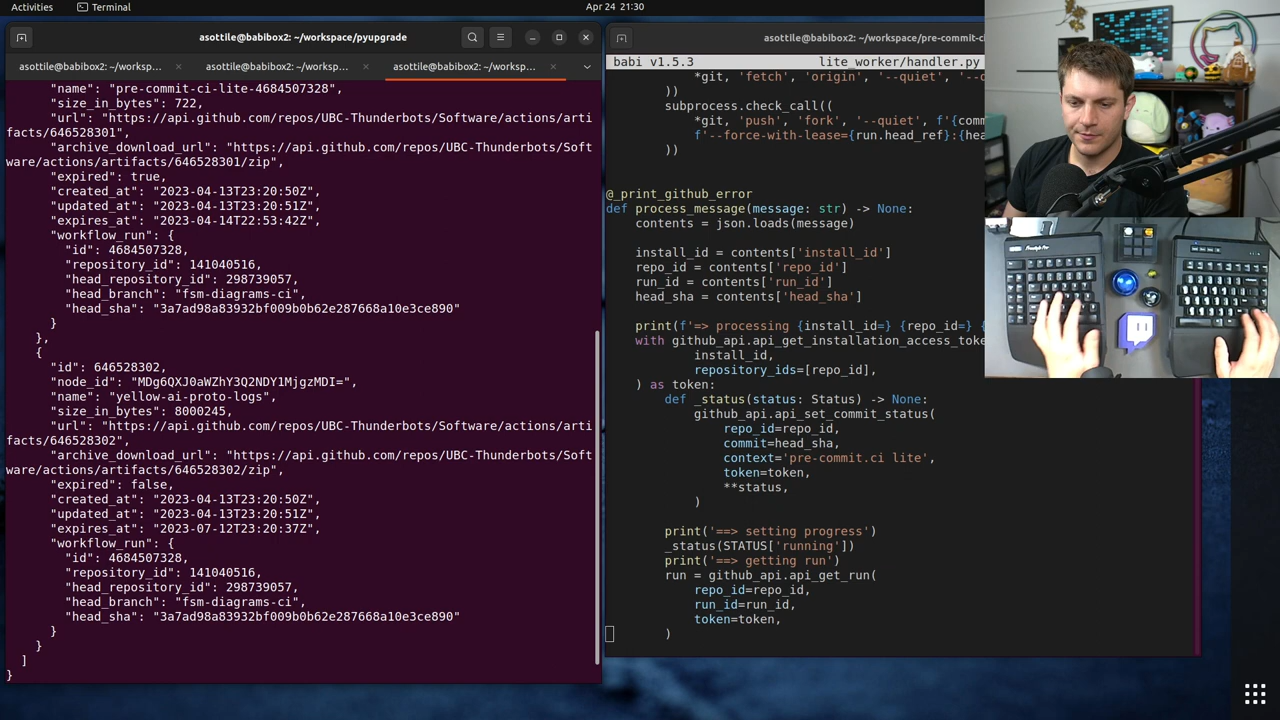 Activities
Terminal
Apr 24 21:30
asottile@babibox2: ~/workspace/pyupgrade
asottile@babibox2: ~/worksp...
asottile@babibox2: ~/worksp...
asottile@babibox2: ~/worksp...
"name": "pre-commit-ci-lite-4684507328",
"size_in_bytes": 722,
"url": "https://api.github.com/repos/UBC-Thunderbots/Software/actions/arti
facts/646528301",
"archive_download_url": "https://api.github.com/repos/UBC-Thunderbots/Soft
ware/actions/artifacts/646528301/zip",
"expired": true,
"created_at": "2023-04-13T23:20:50Z",
"updated_at": "2023-04-13T23:20:51Z",
"expires_at": "2023-04-14T22:53:42Z",
"workflow_run": {
"id": 4684507328,
"repository_id": 141040516,
"head_repository_id": 298739057,
"head_branch": "fsm-diagrams-ci",
"head_sha": "3a7ad98a83932bf009b0b62e287668a10e3ce890"
}
},
{
"id": 646528302,
"node_id": "MDg6QXJ0aWZhY3Q2NDY1MjgzMDI=",
"name": "yellow-ai-proto-logs",
"size_in_bytes": 8000245,
"url": "https://api.github.com/repos/UBC-Thunderbots/Software/actions/arti
facts/646528302",
"archive_download_url": "https://api.github.com/repos/UBC-Thunderbots/Soft
ware/actions/artifacts/646528302/zip",
"expired": false,
"created_at": "2023-04-13T23:20:50Z",
"updated_at": "2023-04-13T23:20:51Z",
"expires_at": "2023-07-12T23:20:37Z",
"workflow_run": {
"id": 4684507328,
"repository_id": 141040516,
"head_repository_id": 298739057,
"head_branch": "fsm-diagrams-ci",
"head_sha": "3a7ad98a83932bf009b0b62e287668a10e3ce890"
}
}
]
}
asottile@babibox2: ~/workspace/pre-commit-ci
babi v1.5.3 lite_worker/handler.py
*git, 'fetch', 'origin', '--quiet', '--
))
subprocess.check_call((
*git, 'push', 'fork', '--quiet', f'{com
f'--force-with-lease={run.head_ref}:{hea
))
@_print_github_error
def process_message(message: str) -> None:
contents = json.loads(message)
install_id = contents['install_id']
repo_id = contents['repo_id']
run_id = contents['run_id']
head_sha = contents['head_sha']
print(f'=> processing {install_id=} {repo_id=} {
with github_api.api_get_installation_access_toke
install_id,
repository_ids=[repo_id],
) as token:
def _status(status: Status) -> None:
github_api.api_set_commit_status(
repo_id=repo_id,
commit=head_sha,
context='pre-commit.ci lite',
token=token,
**status,
)
print('==> setting progress')
_status(STATUS['running'])
print('==> getting run')
run = github_api.api_get_run(
repo_id=repo_id,
run_id=run_id,
token=token,
)